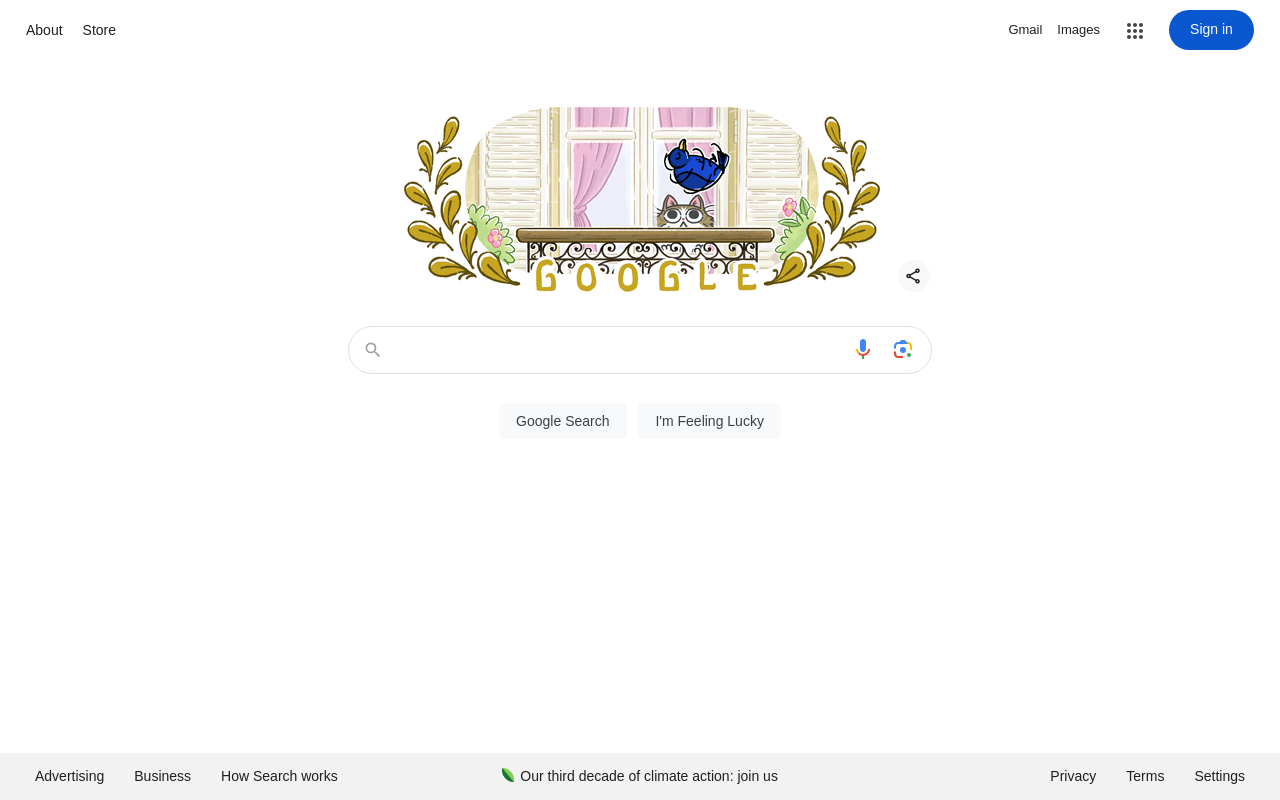 About Store Gmail Images Sign in
GOOGLE
Google Search I'm Feeling Lucky
Advertising Business How Search works Our third decade of climate action: join us Privacy Terms Settings